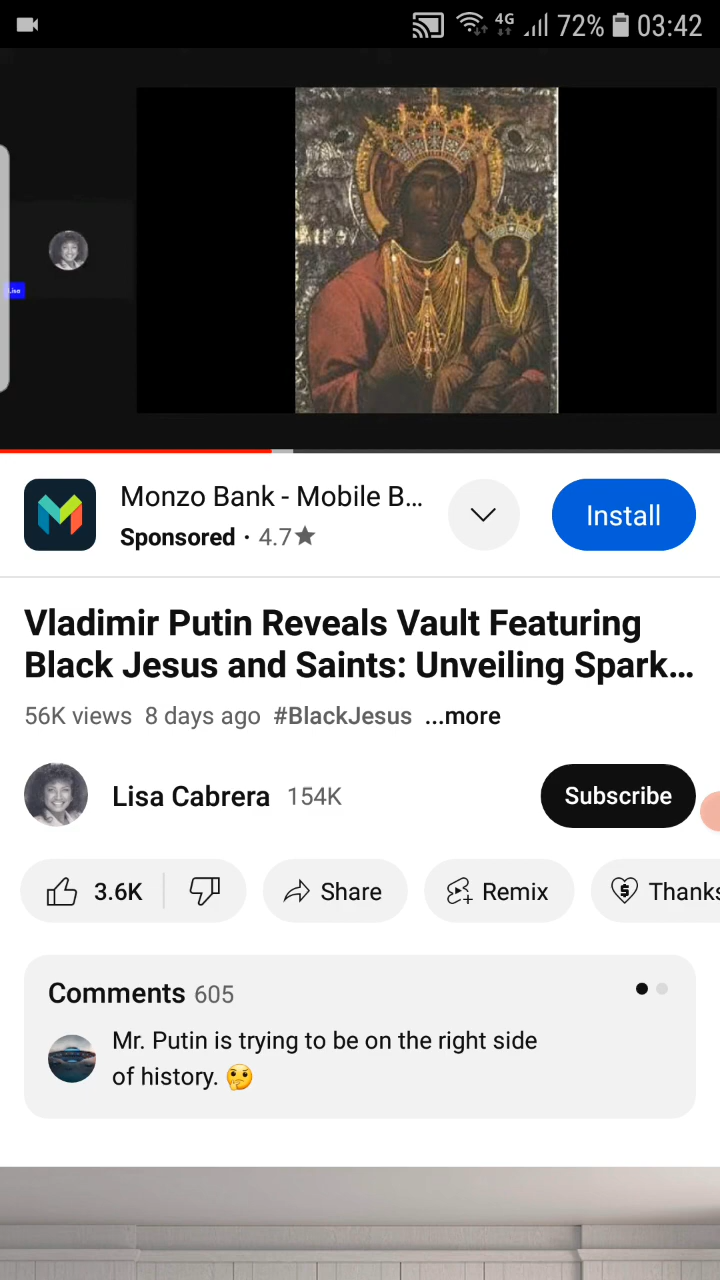 4G 72% 03:42
Lisa
Monzo Bank - Mobile B...
Sponsored · 4.7★
Install
Vladimir Putin Reveals Vault Featuring
Black Jesus and Saints: Unveiling Spark...
56K views 8 days ago #BlackJesus ...more
Lisa Cabrera 154K
Subscribe
3.6K
Share
Remix
Thanks
Comments 605
Mr. Putin is trying to be on the right side
of history. 🤔